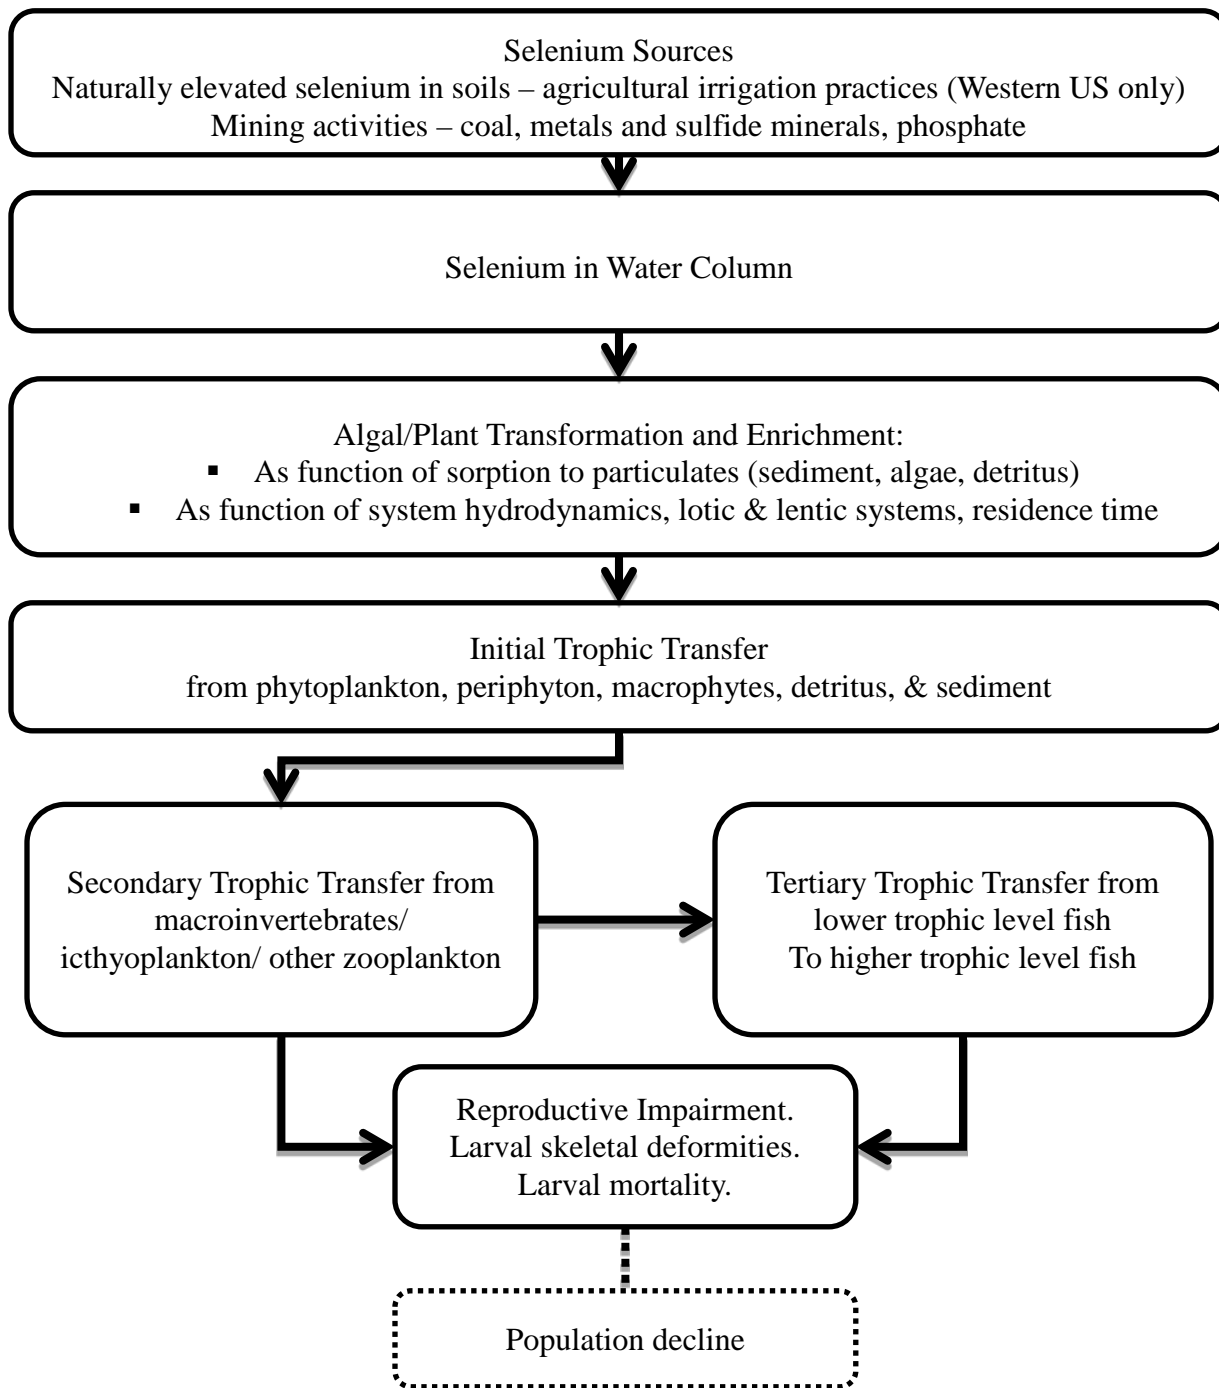 Selenium Sources
Naturally elevated selenium in soils – agricultural irrigation practices (Western US only)
Mining activities – coal, metals and sulfide minerals, phosphate
Selenium in Water Column
Algal/Plant Transformation and Enrichment:
▪ As function of sorption to particulates (sediment, algae, detritus)
▪ As function of system hydrodynamics, lotic & lentic systems, residence time
Initial Trophic Transfer
from phytoplankton, periphyton, macrophytes, detritus, & sediment
Secondary Trophic Transfer from
macroinvertebrates/
icthyoplankton/ other zooplankton
Tertiary Trophic Transfer from
lower trophic level fish
To higher trophic level fish
Reproductive Impairment.
Larval skeletal deformities.
Larval mortality.
Population decline